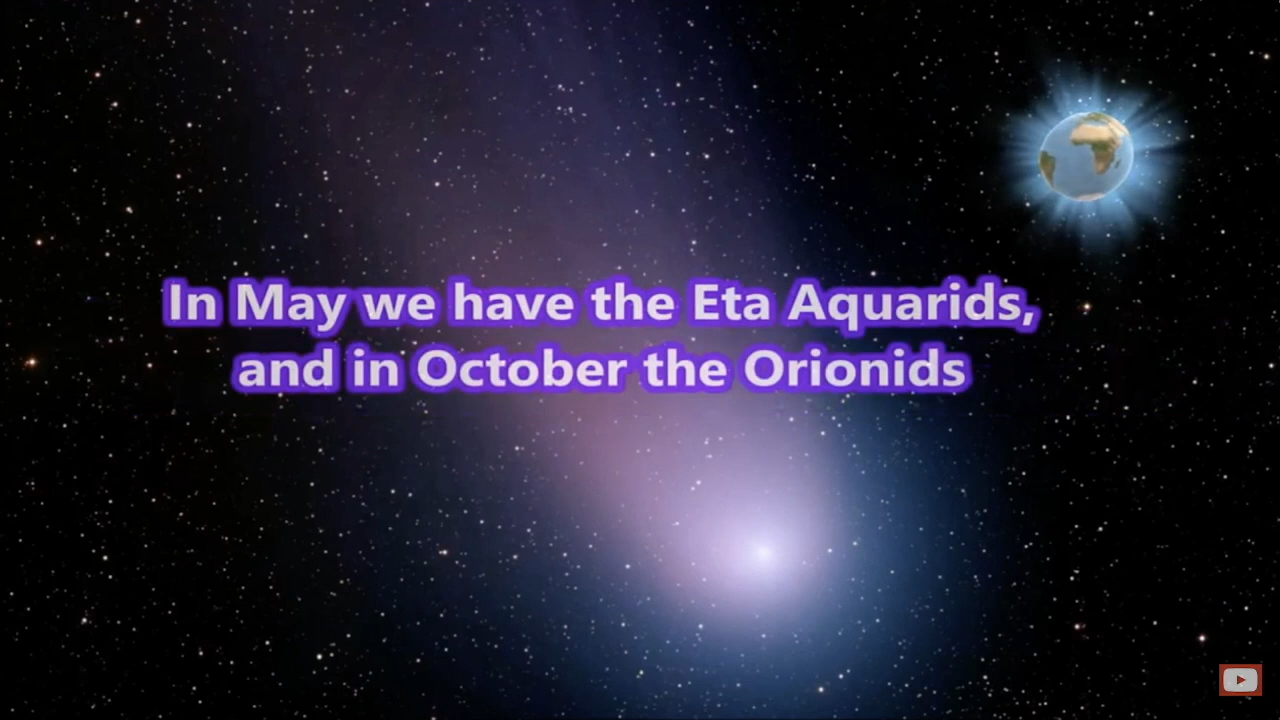 In May we have the Eta Aquarids,
and in October the Orionids